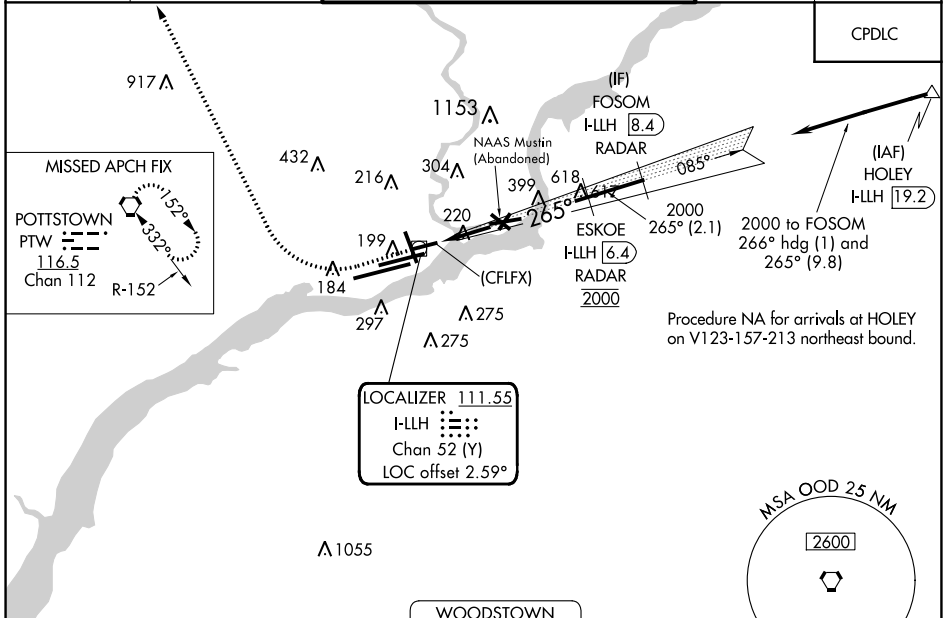 CPDLC
917
1153
(IF)
FOSOM
I-LLH 8.4
RADAR
NAAS Mustin
(Abandoned)
(IAF)
HOLEY
I-LLH 19.2
MISSED APCH FIX
POTTSTOWN
PTW
116.5
Chan 112
152°
332°
R-152
432
216
304
399
618
617
085°
265°
220
199
184
297
275
275
(CFLFX)
ESKOE
I-LLH 6.4
RADAR
2000
2000
265° (2.1)
2000 to FOSOM
266° hdg (1) and
265° (9.8)
Procedure NA for arrivals at HOLEY
on V123-157-213 northeast bound.
LOCALIZER 111.55
I-LLH
Chan 52 (Y)
LOC offset 2.59°
1055
MSA OOD 25 NM
2600
WOODSTOWN